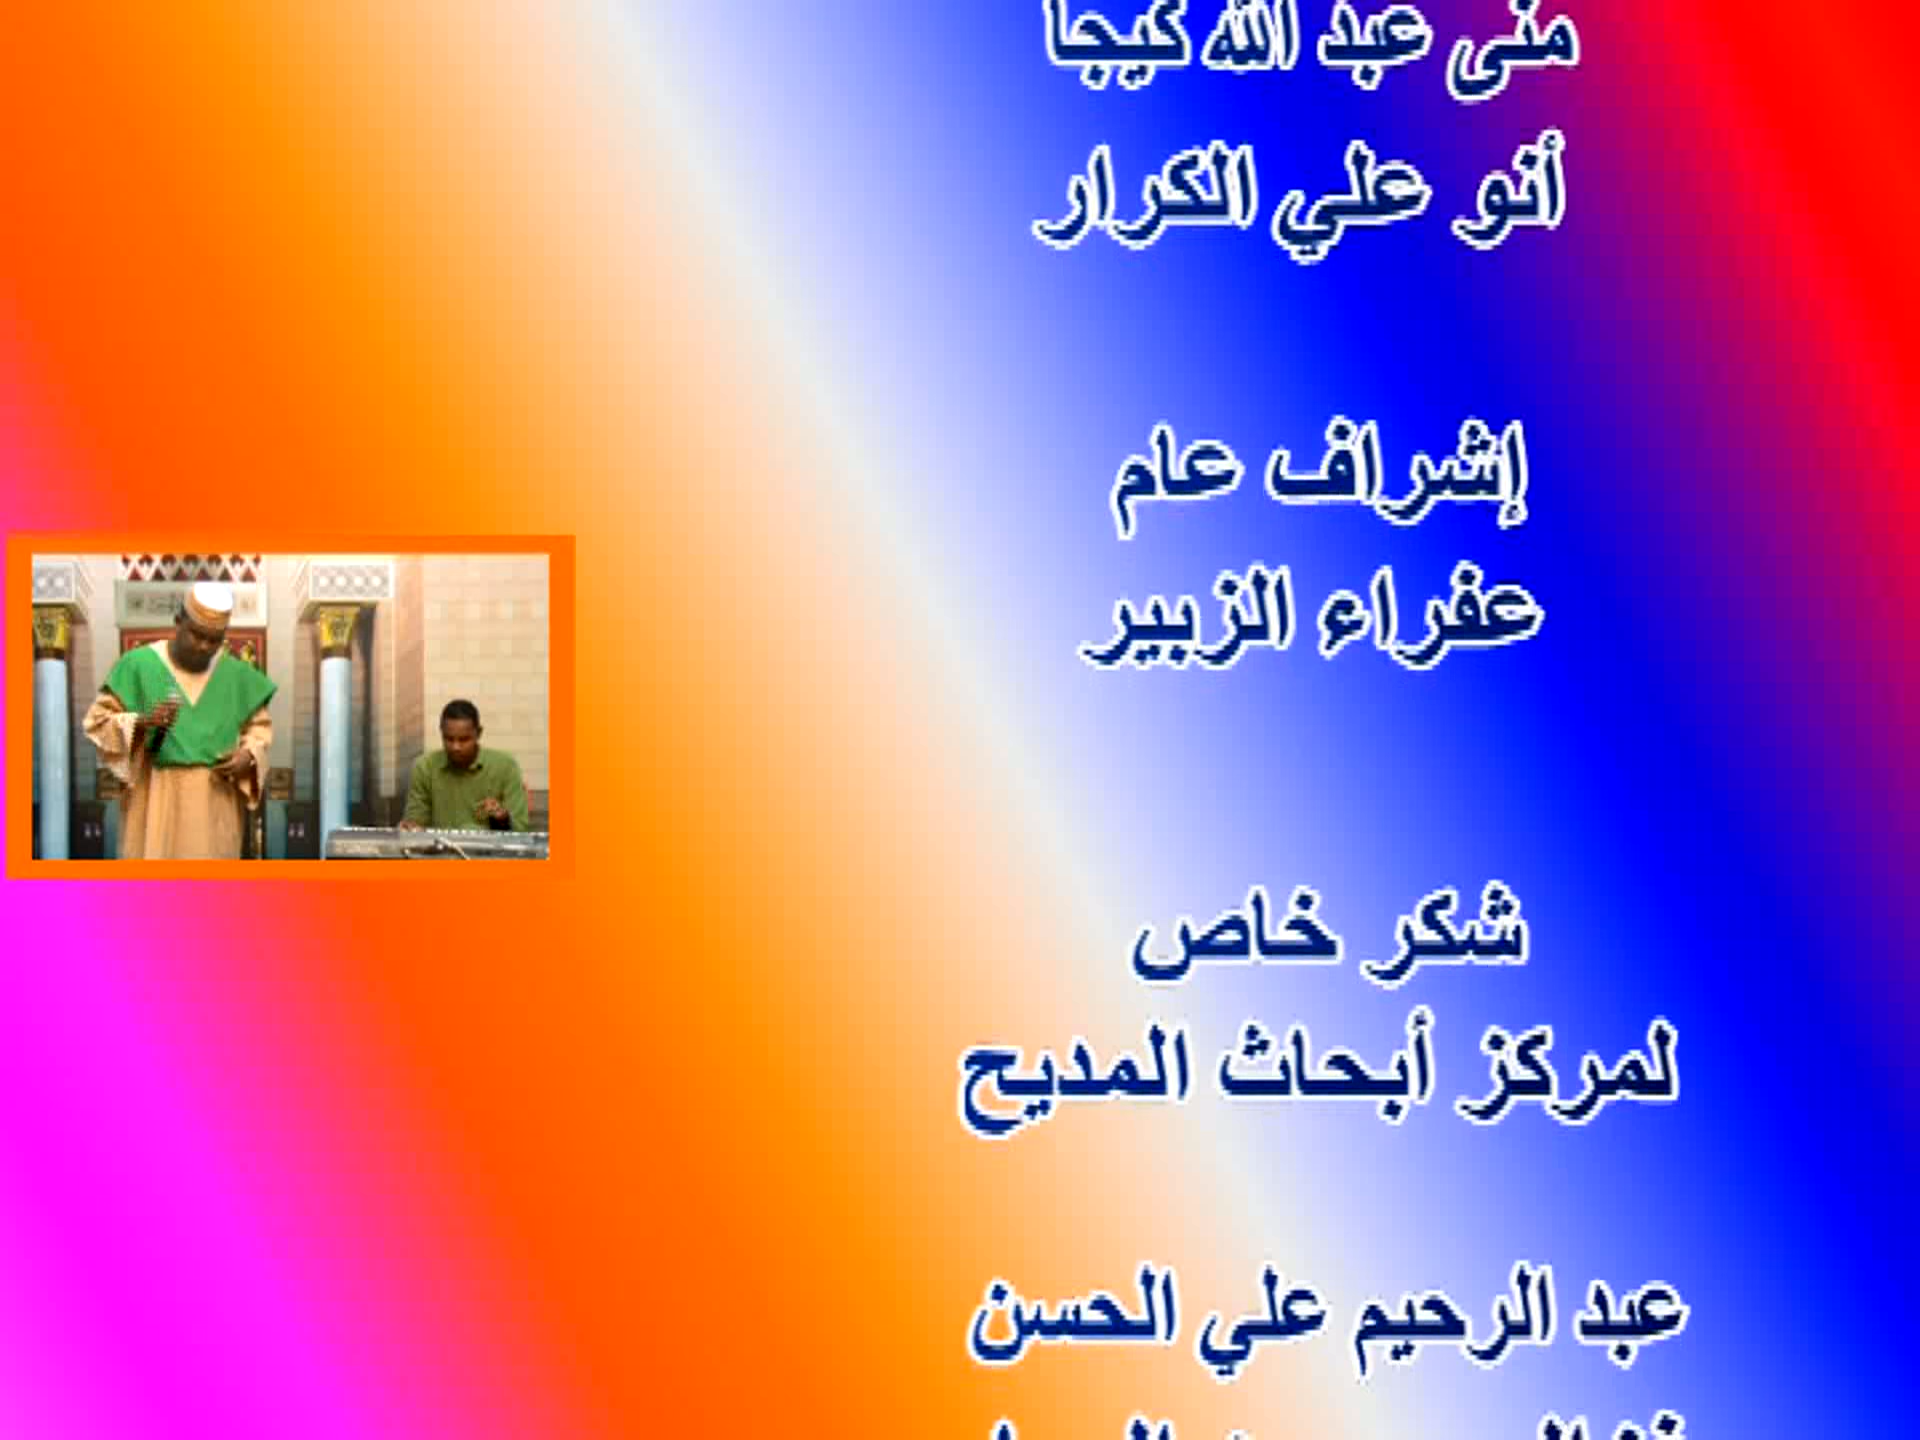 منى عبد الله كيجا
أنو علي الكرار
إشراف عام
عفراء الزبير
شكر خاص
لمركز أبحاث المديح
عبد الرحيم علي الحسن